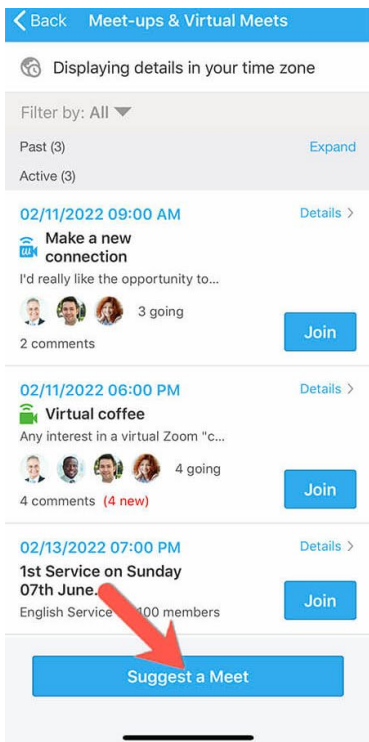 Back Meet-ups & Virtual Meets
Displaying details in your time zone
Filter by: All
Past (3) Expand
Active (3)
02/11/2022 09:00 AM Details >
Make a new
connection
I'd really like the opportunity to...
3 going
2 comments
Join
02/11/2022 06:00 PM Details >
Virtual coffee
Any interest in a virtual Zoom "c...
4 going
4 comments (4 new)
Join
02/13/2022 07:00 PM Details >
1st Service on Sunday
07th June.
English Service 100 members
Join
Suggest a Meet